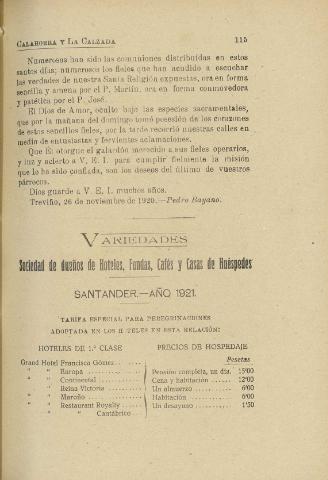 CALAHORRA Y LA CALZADA 115
Numerosas han sido las comuniones distribuidas en estos
santos días; numerosos los fieles que han acudido a escuchar
las verdades de nuestra Santa Religión expuestas, ora en forma
sencilla y amena por el P. Martín, ora en forma conmovedora
y patética por el P. José.
El Dios de Amor, oculto bajo las especies sacramentales,
que por la mañana del domingo tomó posesión de los corazones
de estos sencillos fieles, por la tarde recorrió nuestras calles en
medio de entusiastas y fervientes aclamaciones.
Que Él otorgue el galardón merecido a sus fieles operarios,
y luz y acierto a V. E. I. para cumplir fielmente la misión
que le ha sido confiada, son los deseos del último de vuestros
párrocos.
Dios guarde a V. E. I. muchos años.
Treviño, 26 de noviembre de 1920.—Pedro Bayano.
VARIEDADES
Sociedad de dueños de Hoteles, Fondas, Cafés y Casas de Huéspedes
SANTANDER.—AÑO 1921.
TARIFA ESPECIAL PARA PEREGRINACIONES
ADOPTADA EN LOS H TELES EN ESTA RELACIÓN:
HOTELES DE 1.ª CLASE PRECIOS DE HOSPEDAJE
Grand Hotel Francisca Gómez...... Pesetas
» » Europa .......... Pensión completa, un día. 15'00
» » Continental ....... Cena y habitación ...... 12'00
» » Reina Victoria ..... Un almuerzo .......... 6'00
» » Maroño .......... Habitación ........... 6'00
» » Restaurant Royalty .... Un desayuno .......... 1'50
» » Cantábrico ....